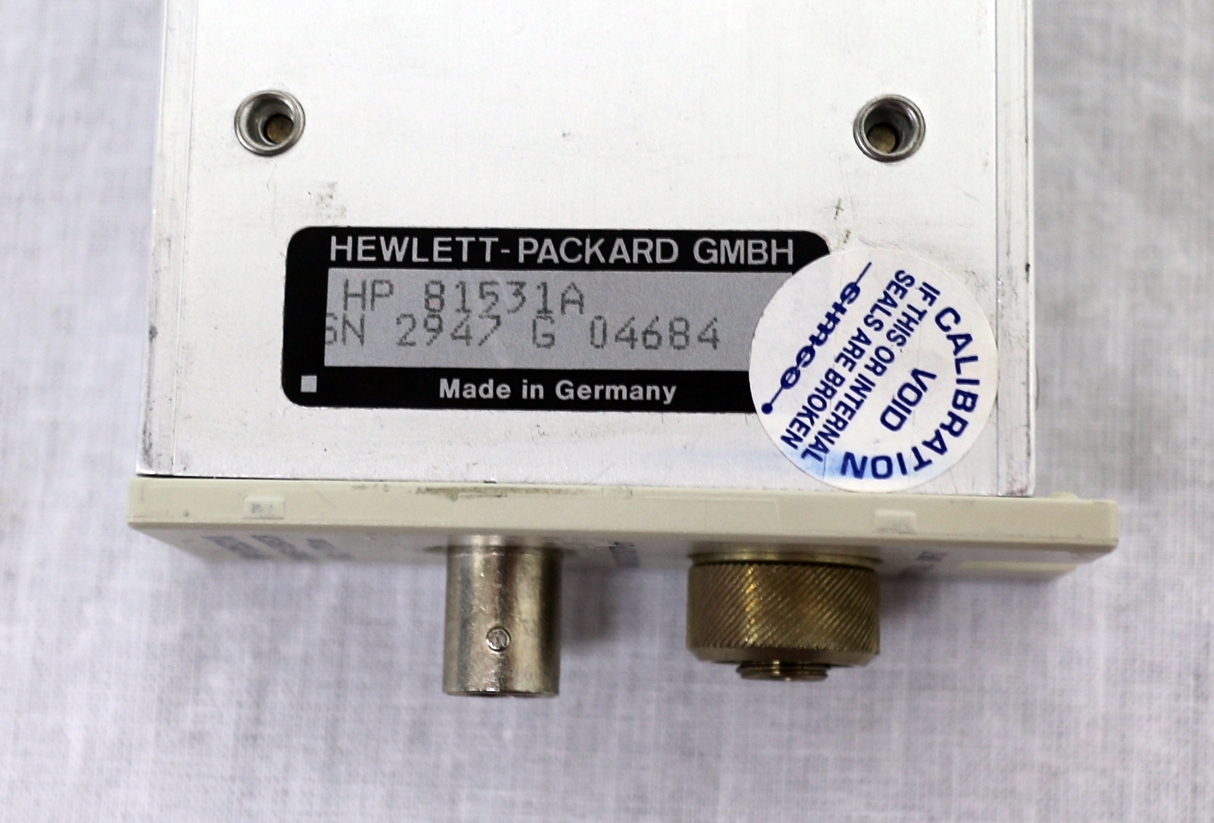 HEWLETT-PACKARD GMBH
HP 81531A
SN 2947 G 04684
Made in Germany
CALIBRATION
VOID
IF THIS OR INTERNAL
SEALS ARE BROKEN
simco